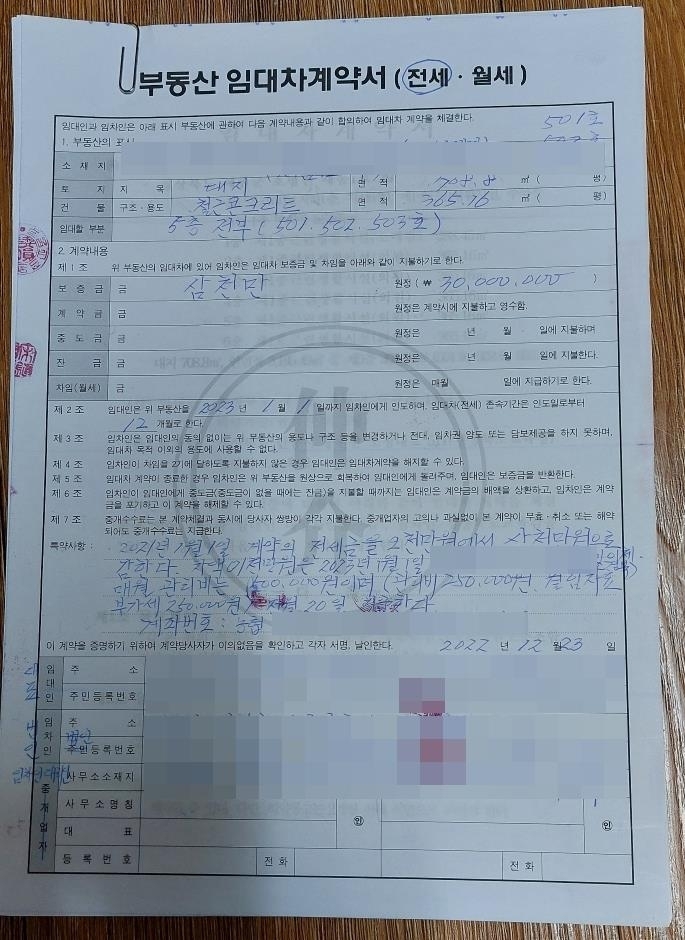 부동산 임대차계약서 ( 전세 · 월세 )
임대인과 임차인은 아래 표시 부동산에 관하여 다음 계약내용과 같이 합의하여 임대차 계약을 체결한다.
501호
1. 부동산의 표시
소 재 지
토 지 지 목 대지 면 적 708.8 ㎡ ( 평)
건 물 구조·용도 철근콘크리트 면 적 365.76 ㎡ ( 평)
임대할 부분 5층 전부 (501. 502. 503호)
2. 계약내용
제 1 조 위 부동산의 임대차에 있어 임차인은 임대차 보증금 및 차임을 아래와 같이 지불하기로 한다.
보 증 금 금 삼천만 원정 (₩ 30,000,000 )
계 약 금 금 원정은 계약시에 지불하고 영수함.
중 도 금 금 원정은 년 월 일에 지불하며
잔 금 금 원정은 년 월 일에 지불한다.
차임(월세) 금 원정은 매월 일에 지급하기로 한다.
제 2 조 임대인은 위 부동산을 2023 년 1 월 1 일까지 임차인에게 인도하며, 임대차(전세) 존속기간은 인도일로부터
12 개월로 한다.
제 3 조 임차인은 임대인의 동의 없이는 위 부동산의 용도나 구조 등을 변경하거나 전대, 임차권 양도 또는 담보제공을 하지 못하며,
임대차 목적 이외의 용도에 사용할 수 없다.
제 4 조 임차인이 차임을 2기에 달하도록 지불하지 않은 경우 임대인은 임대차계약을 해지할 수 있다.
제 5 조 임대차 계약이 종료한 경우 임차인은 위 부동산을 원상으로 회복하여 임대인에게 돌려주며, 임대인은 보증금을 반환한다.
제 6 조 임차인이 임대인에게 중도금(중도금이 없을 때에는 잔금)을 지불할 때까지는 임대인은 계약금의 배액을 상환하고, 임차인은 계약
금을 포기하고 이 계약을 해제할 수 있다.
제 7 조 중개수수료는 본 계약체결과 동시에 당사자 쌍방이 각각 지불한다. 중개업자의 고의나 과실없이 본 계약이 무효·취소 또는 해약
되어도 중개수수료는 지급한다.
특약사항 : 2021년 1월 1일 계약의 전세금을 오천만원에서 삼천만원으로
감하다. 차액이천만원은 2023년 1월 1일
매월 관리비는 (500,000원이며 (관리비 250,000원. 월임차료
부가세 250,000원) 매월 20일
계좌번호 : 농협
이 계약을 증명하기 위하여 계약당사자가 이의없음을 확인하고 각자 서명, 날인한다. 2022 년 12 월 23 일
임대인 주 소
대표
주민등록번호
임차인 주 소
법인
주민등록번호
중개업자 사무소소재지
사무소명칭
대 표 ㊞ ㊞
등 록 번 호 전 화 전 화